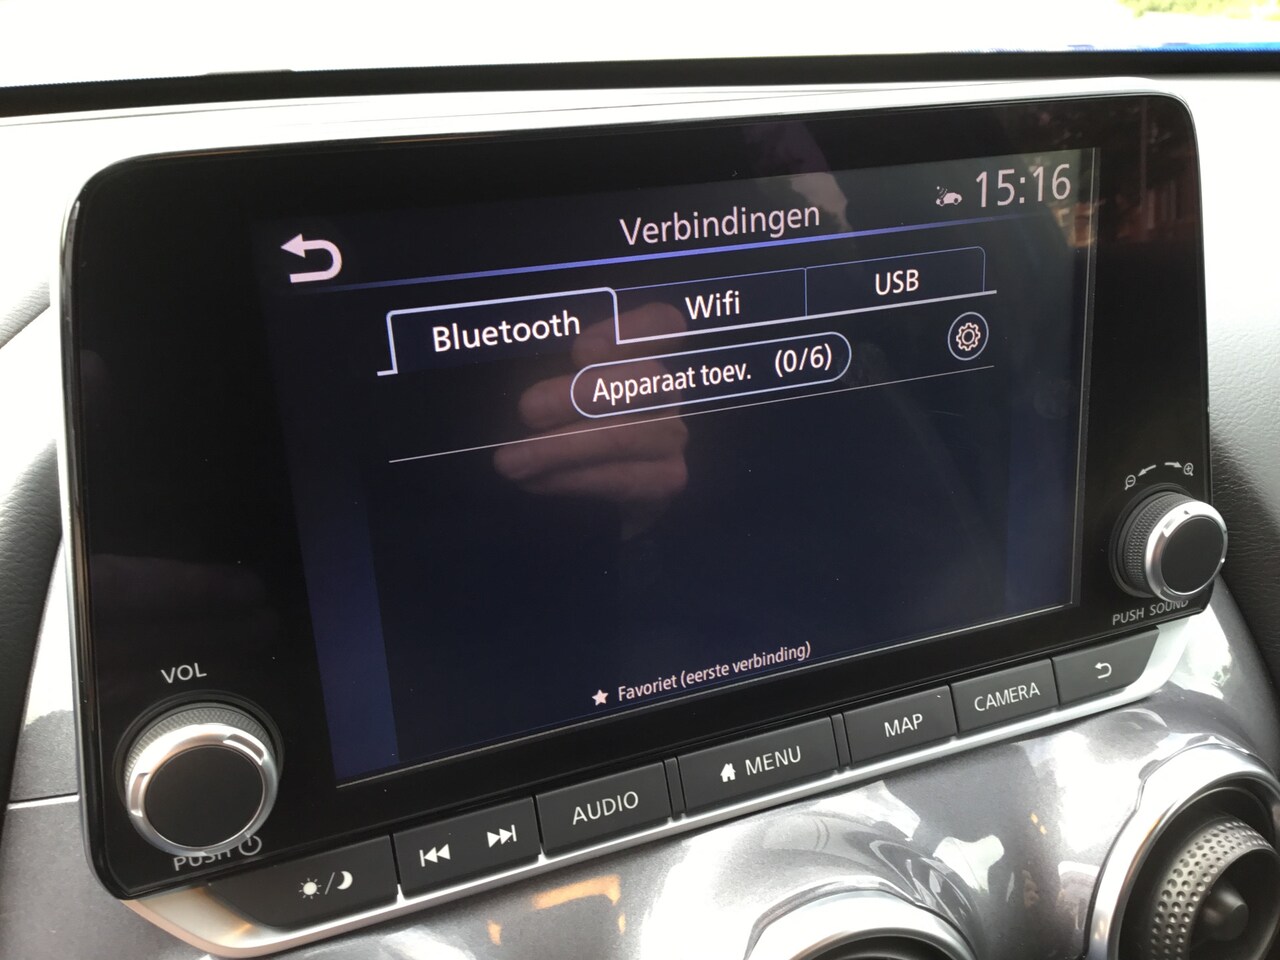 15:16
Verbindingen
Bluetooth
Wifi
USB
Apparaat toev. (0/6)
Favoriet (eerste verbinding)
VOL
PUSH
PUSH SOUND
AUDIO
MENU
MAP
CAMERA